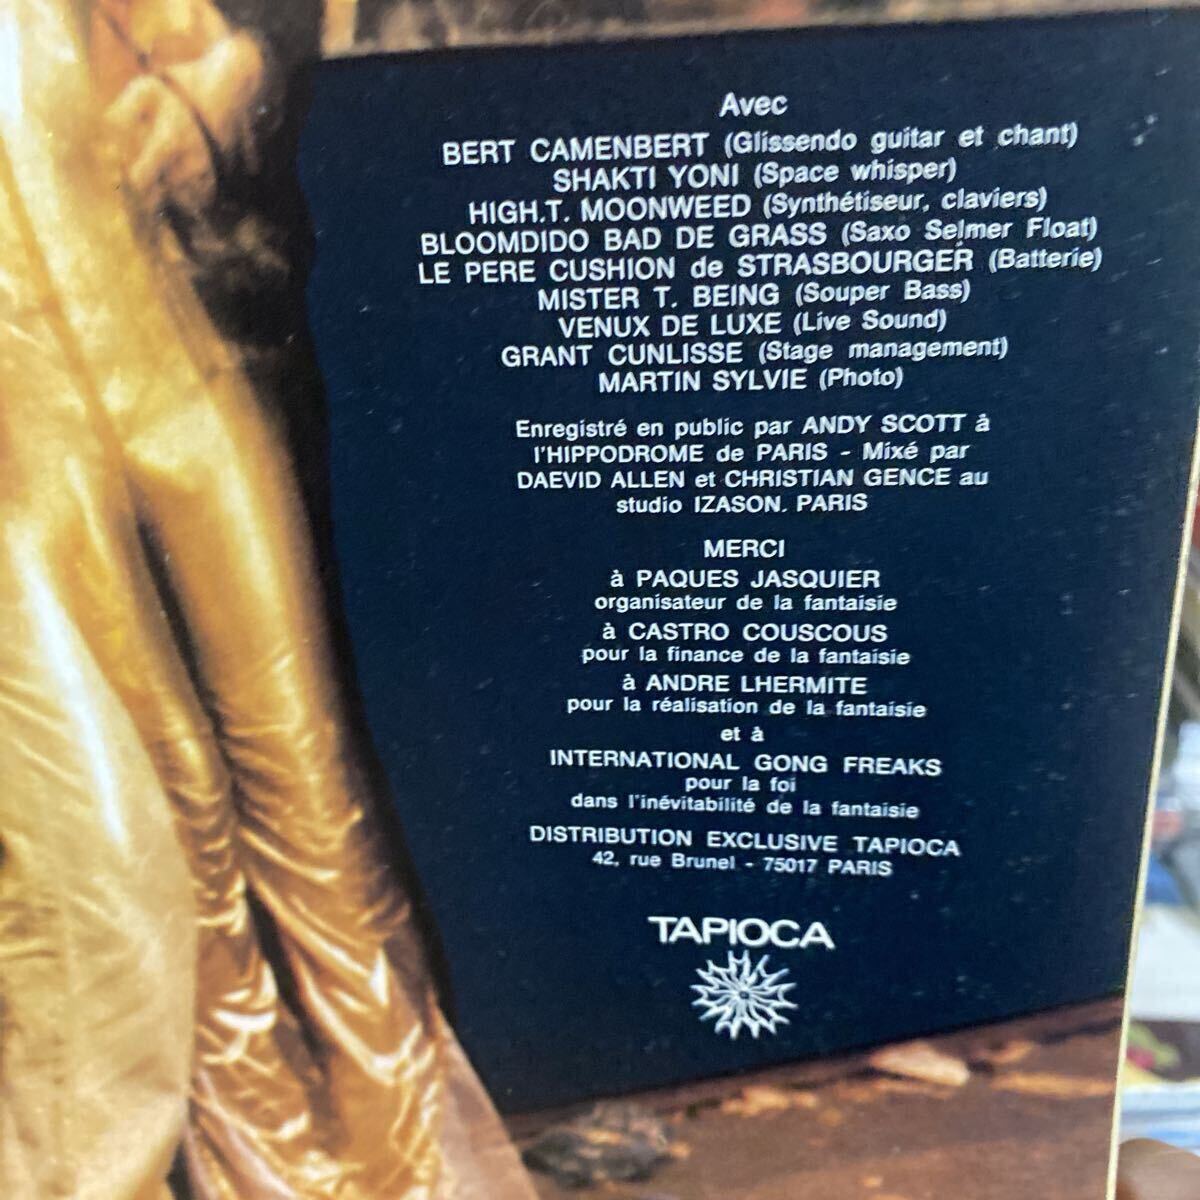 Avec
BERT CAMENBERT (Glissendo guitar et chant)
SHAKTI YONI (Space whisper)
HIGH.T. MOONWEED (Synthétiseur, claviers)
BLOOMDIDO BAD DE GRASS (Saxo Selmer Float)
LE PERE CUSHION de STRASBOURGER (Batterie)
MISTER T. BEING (Souper Bass)
VENUX DE LUXE (Live Sound)
GRANT CUNLISSE (Stage management)
MARTIN SYLVIE (Photo)
Enregistré en public par ANDY SCOTT à
l'HIPPODROME de PARIS - Mixé par
DAEVID ALLEN et CHRISTIAN GENCE au
studio IZASON. PARIS
MERCI
à PAQUES JASQUIER
organisateur de la fantaisie
à CASTRO COUSCOUS
pour la finance de la fantaisie
à ANDRE LHERMITE
pour la réalisation de la fantaisie
et à
INTERNATIONAL GONG FREAKS
pour la foi
dans l'inévitabilité de la fantaisie
DISTRIBUTION EXCLUSIVE TAPIOCA
42, rue Brunel - 75017 PARIS
TAPIOCA